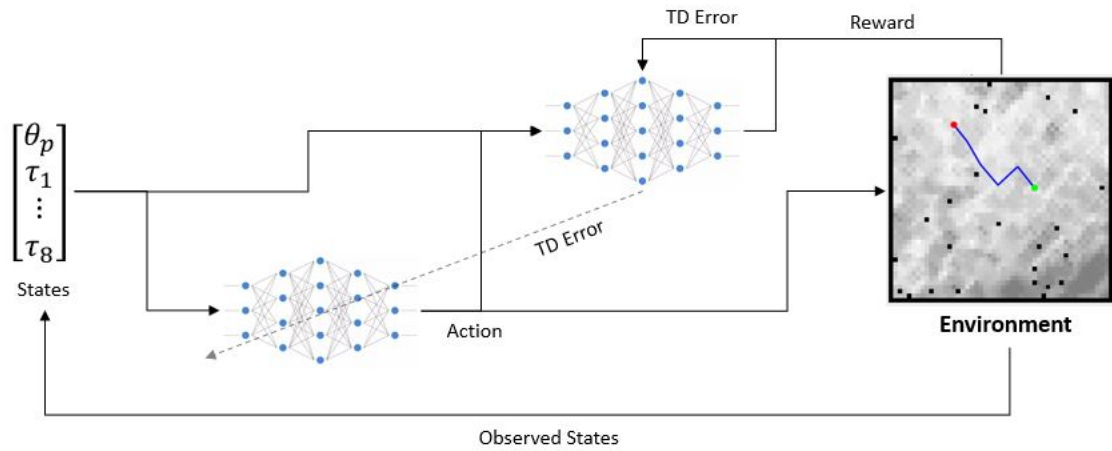 TD Error
Reward
θp
τ1
⋮
τ8
States
TD Error
Action
Environment
Observed States